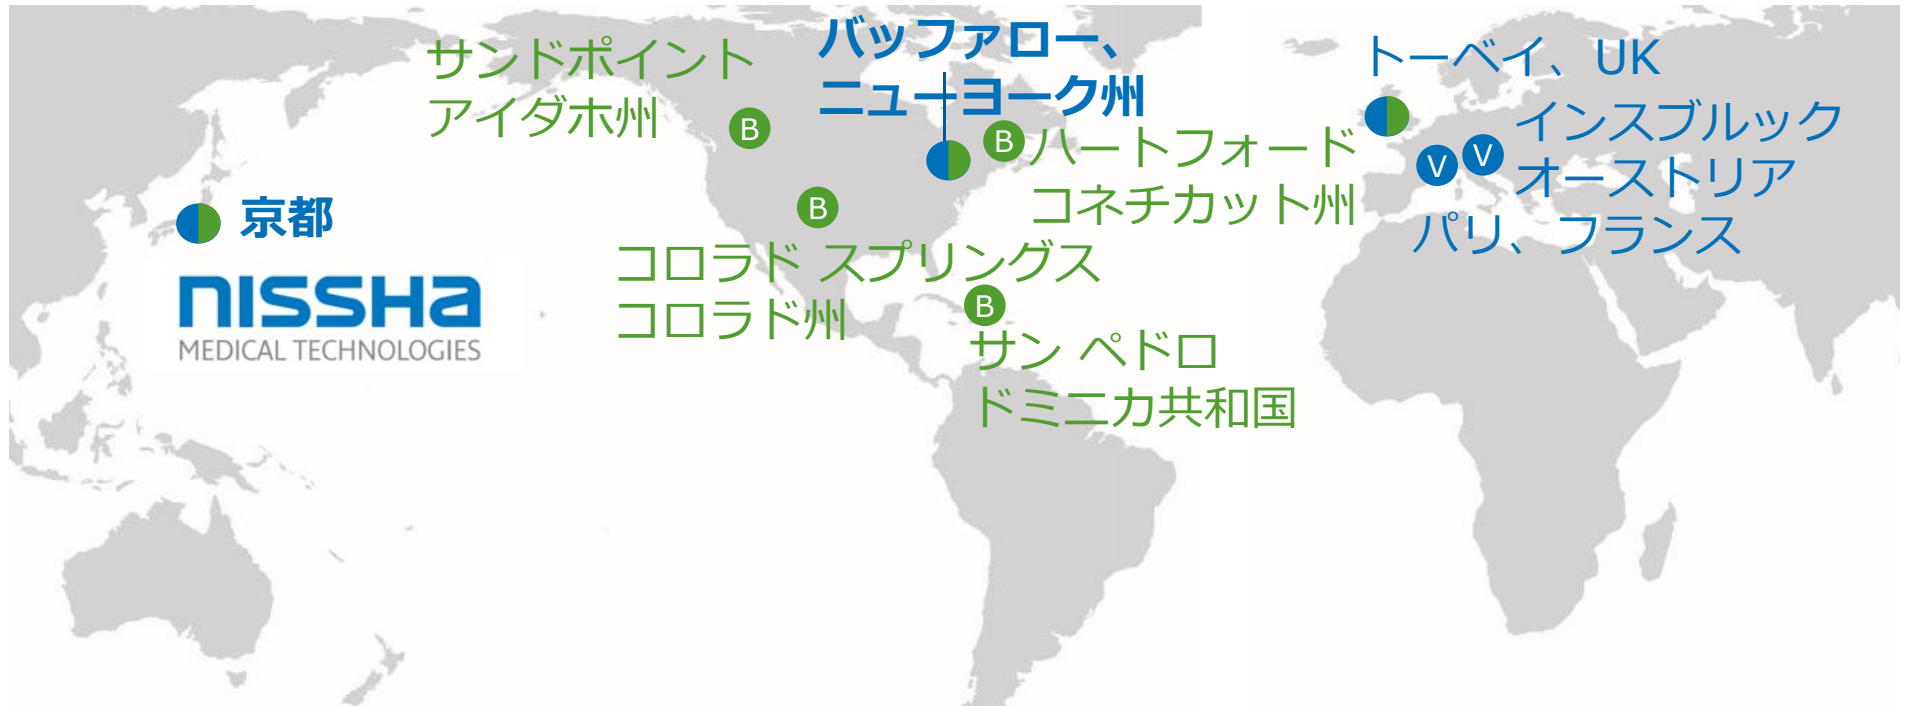 サンドポイント
アイダホ州
B
バッファロー、
ニューヨーク州
B
ハートフォード
コネチカット州
トーベイ、UK
インスブルック
オーストリア
V
V
パリ、フランス
京都
nissha
MEDICAL TECHNOLOGIES
B
コロラド スプリングス
コロラド州
B
サン ペドロ
ドミニカ共和国